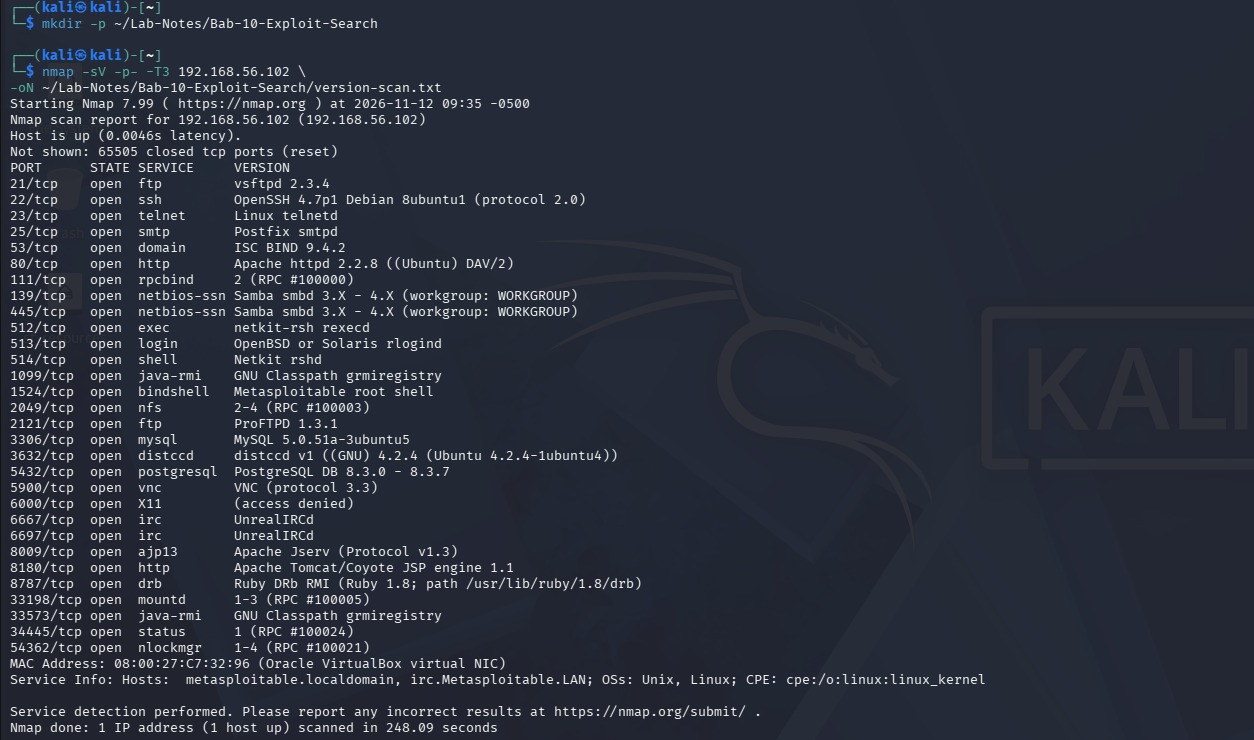 ┌──(kali㉿kali)-[~]
└─$ mkdir -p ~/Lab-Notes/Bab-10-Exploit-Search
┌──(kali㉿kali)-[~]
└─$ nmap -sV -p- -T3 192.168.56.102 \
-oN ~/Lab-Notes/Bab-10-Exploit-Search/version-scan.txt
Starting Nmap 7.99 ( https://nmap.org ) at 2026-11-12 09:35 -0500
Nmap scan report for 192.168.56.102 (192.168.56.102)
Host is up (0.0046s latency).
Not shown: 65505 closed tcp ports (reset)
PORT      STATE SERVICE     VERSION
21/tcp    open  ftp         vsftpd 2.3.4
22/tcp    open  ssh         OpenSSH 4.7p1 Debian 8ubuntu1 (protocol 2.0)
23/tcp    open  telnet      Linux telnetd
25/tcp    open  smtp        Postfix smtpd
53/tcp    open  domain      ISC BIND 9.4.2
80/tcp    open  http        Apache httpd 2.2.8 ((Ubuntu) DAV/2)
111/tcp   open  rpcbind     2 (RPC #100000)
139/tcp   open  netbios-ssn Samba smbd 3.X - 4.X (workgroup: WORKGROUP)
445/tcp   open  netbios-ssn Samba smbd 3.X - 4.X (workgroup: WORKGROUP)
512/tcp   open  exec        netkit-rsh rexecd
513/tcp   open  login       OpenBSD or Solaris rlogind
514/tcp   open  shell       Netkit rshd
1099/tcp  open  java-rmi    GNU Classpath grmiregistry
1524/tcp  open  bindshell   Metasploitable root shell
2049/tcp  open  nfs         2-4 (RPC #100003)
2121/tcp  open  ftp         ProFTPD 1.3.1
3306/tcp  open  mysql       MySQL 5.0.51a-3ubuntu5
3632/tcp  open  distccd     distccd v1 ((GNU) 4.2.4 (Ubuntu 4.2.4-1ubuntu4))
5432/tcp  open  postgresql  PostgreSQL DB 8.3.0 - 8.3.7
5900/tcp  open  vnc         VNC (protocol 3.3)
6000/tcp  open  X11         (access denied)
6667/tcp  open  irc         UnrealIRCd
6697/tcp  open  irc         UnrealIRCd
8009/tcp  open  ajp13       Apache Jserv (Protocol v1.3)
8180/tcp  open  http        Apache Tomcat/Coyote JSP engine 1.1
8787/tcp  open  drb         Ruby DRb RMI (Ruby 1.8; path /usr/lib/ruby/1.8/drb)
33198/tcp open  mountd      1-3 (RPC #100005)
33573/tcp open  java-rmi    GNU Classpath grmiregistry
34445/tcp open  status      1 (RPC #100024)
54362/tcp open  nlockmgr    1-4 (RPC #100021)
MAC Address: 08:00:27:C7:32:96 (Oracle VirtualBox virtual NIC)
Service Info: Hosts:  metasploitable.localdomain, irc.Metasploitable.LAN; OSs: Unix, Linux; CPE: cpe:/o:linux:linux_kernel
Service detection performed. Please report any incorrect results at https://nmap.org/submit/ .
Nmap done: 1 IP address (1 host up) scanned in 248.09 seconds
KALI